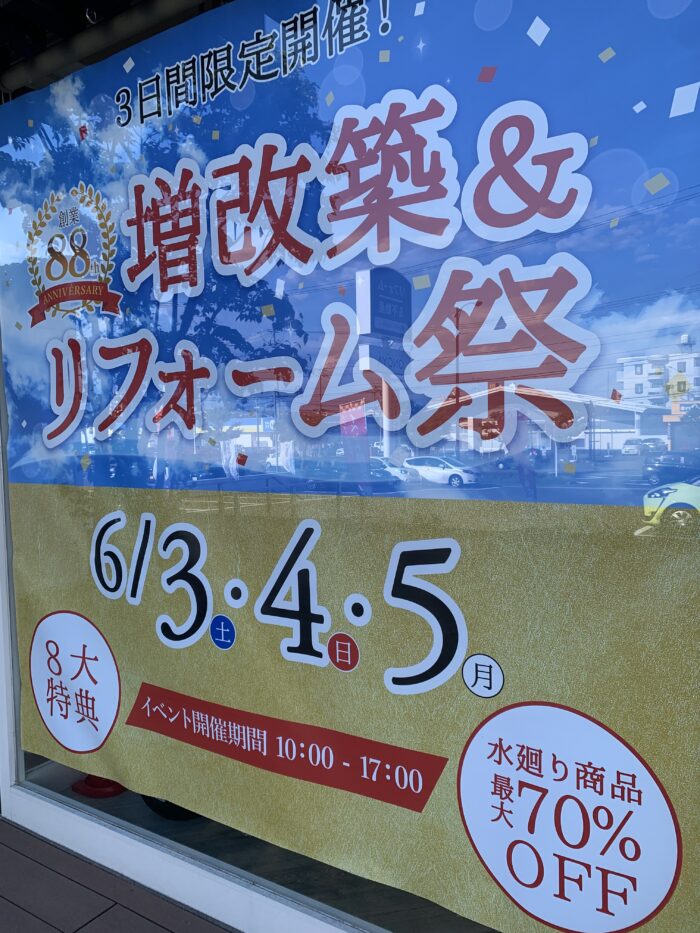 3日間限定開催！
創業
88th
ANNIVERSARY
増改築&
リフォーム祭
6/3・4・5
土
日
月
8大
特典
イベント開催期間 10:00 - 17:00
水廻り商品
最大70%
OFF